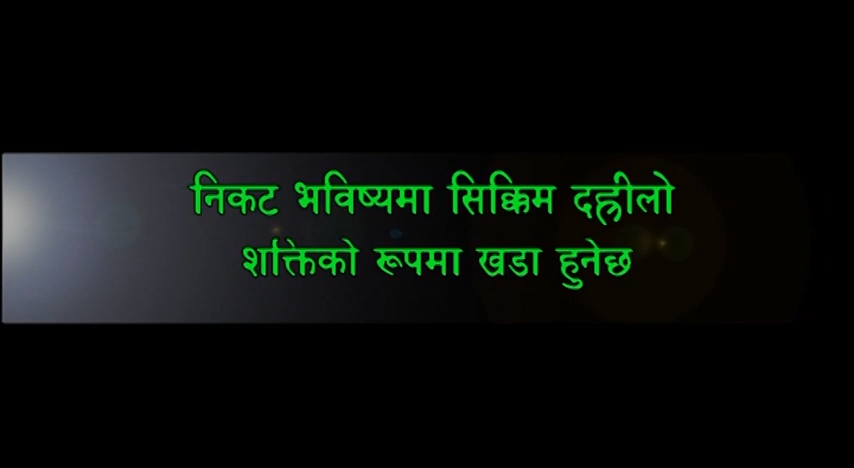 निकट भविष्यमा सिक्किम दह्रीलो
शक्तिको रूपमा खडा हुनेछ